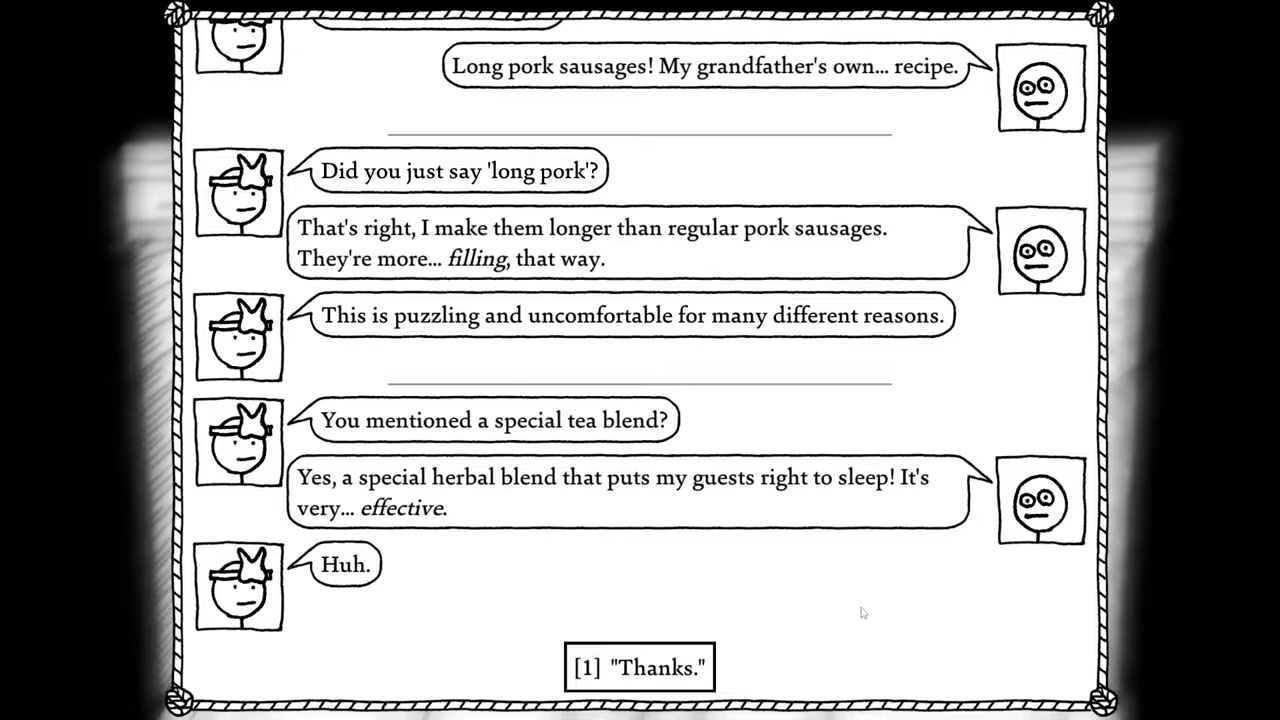 Long pork sausages! My grandfather's own... recipe.
Did you just say 'long pork'?
That's right, I make them longer than regular pork sausages.
They're more... filling, that way.
This is puzzling and uncomfortable for many different reasons.
You mentioned a special tea blend?
Yes, a special herbal blend that puts my guests right to sleep! It's
very... effective.
Huh.
[1] "Thanks."